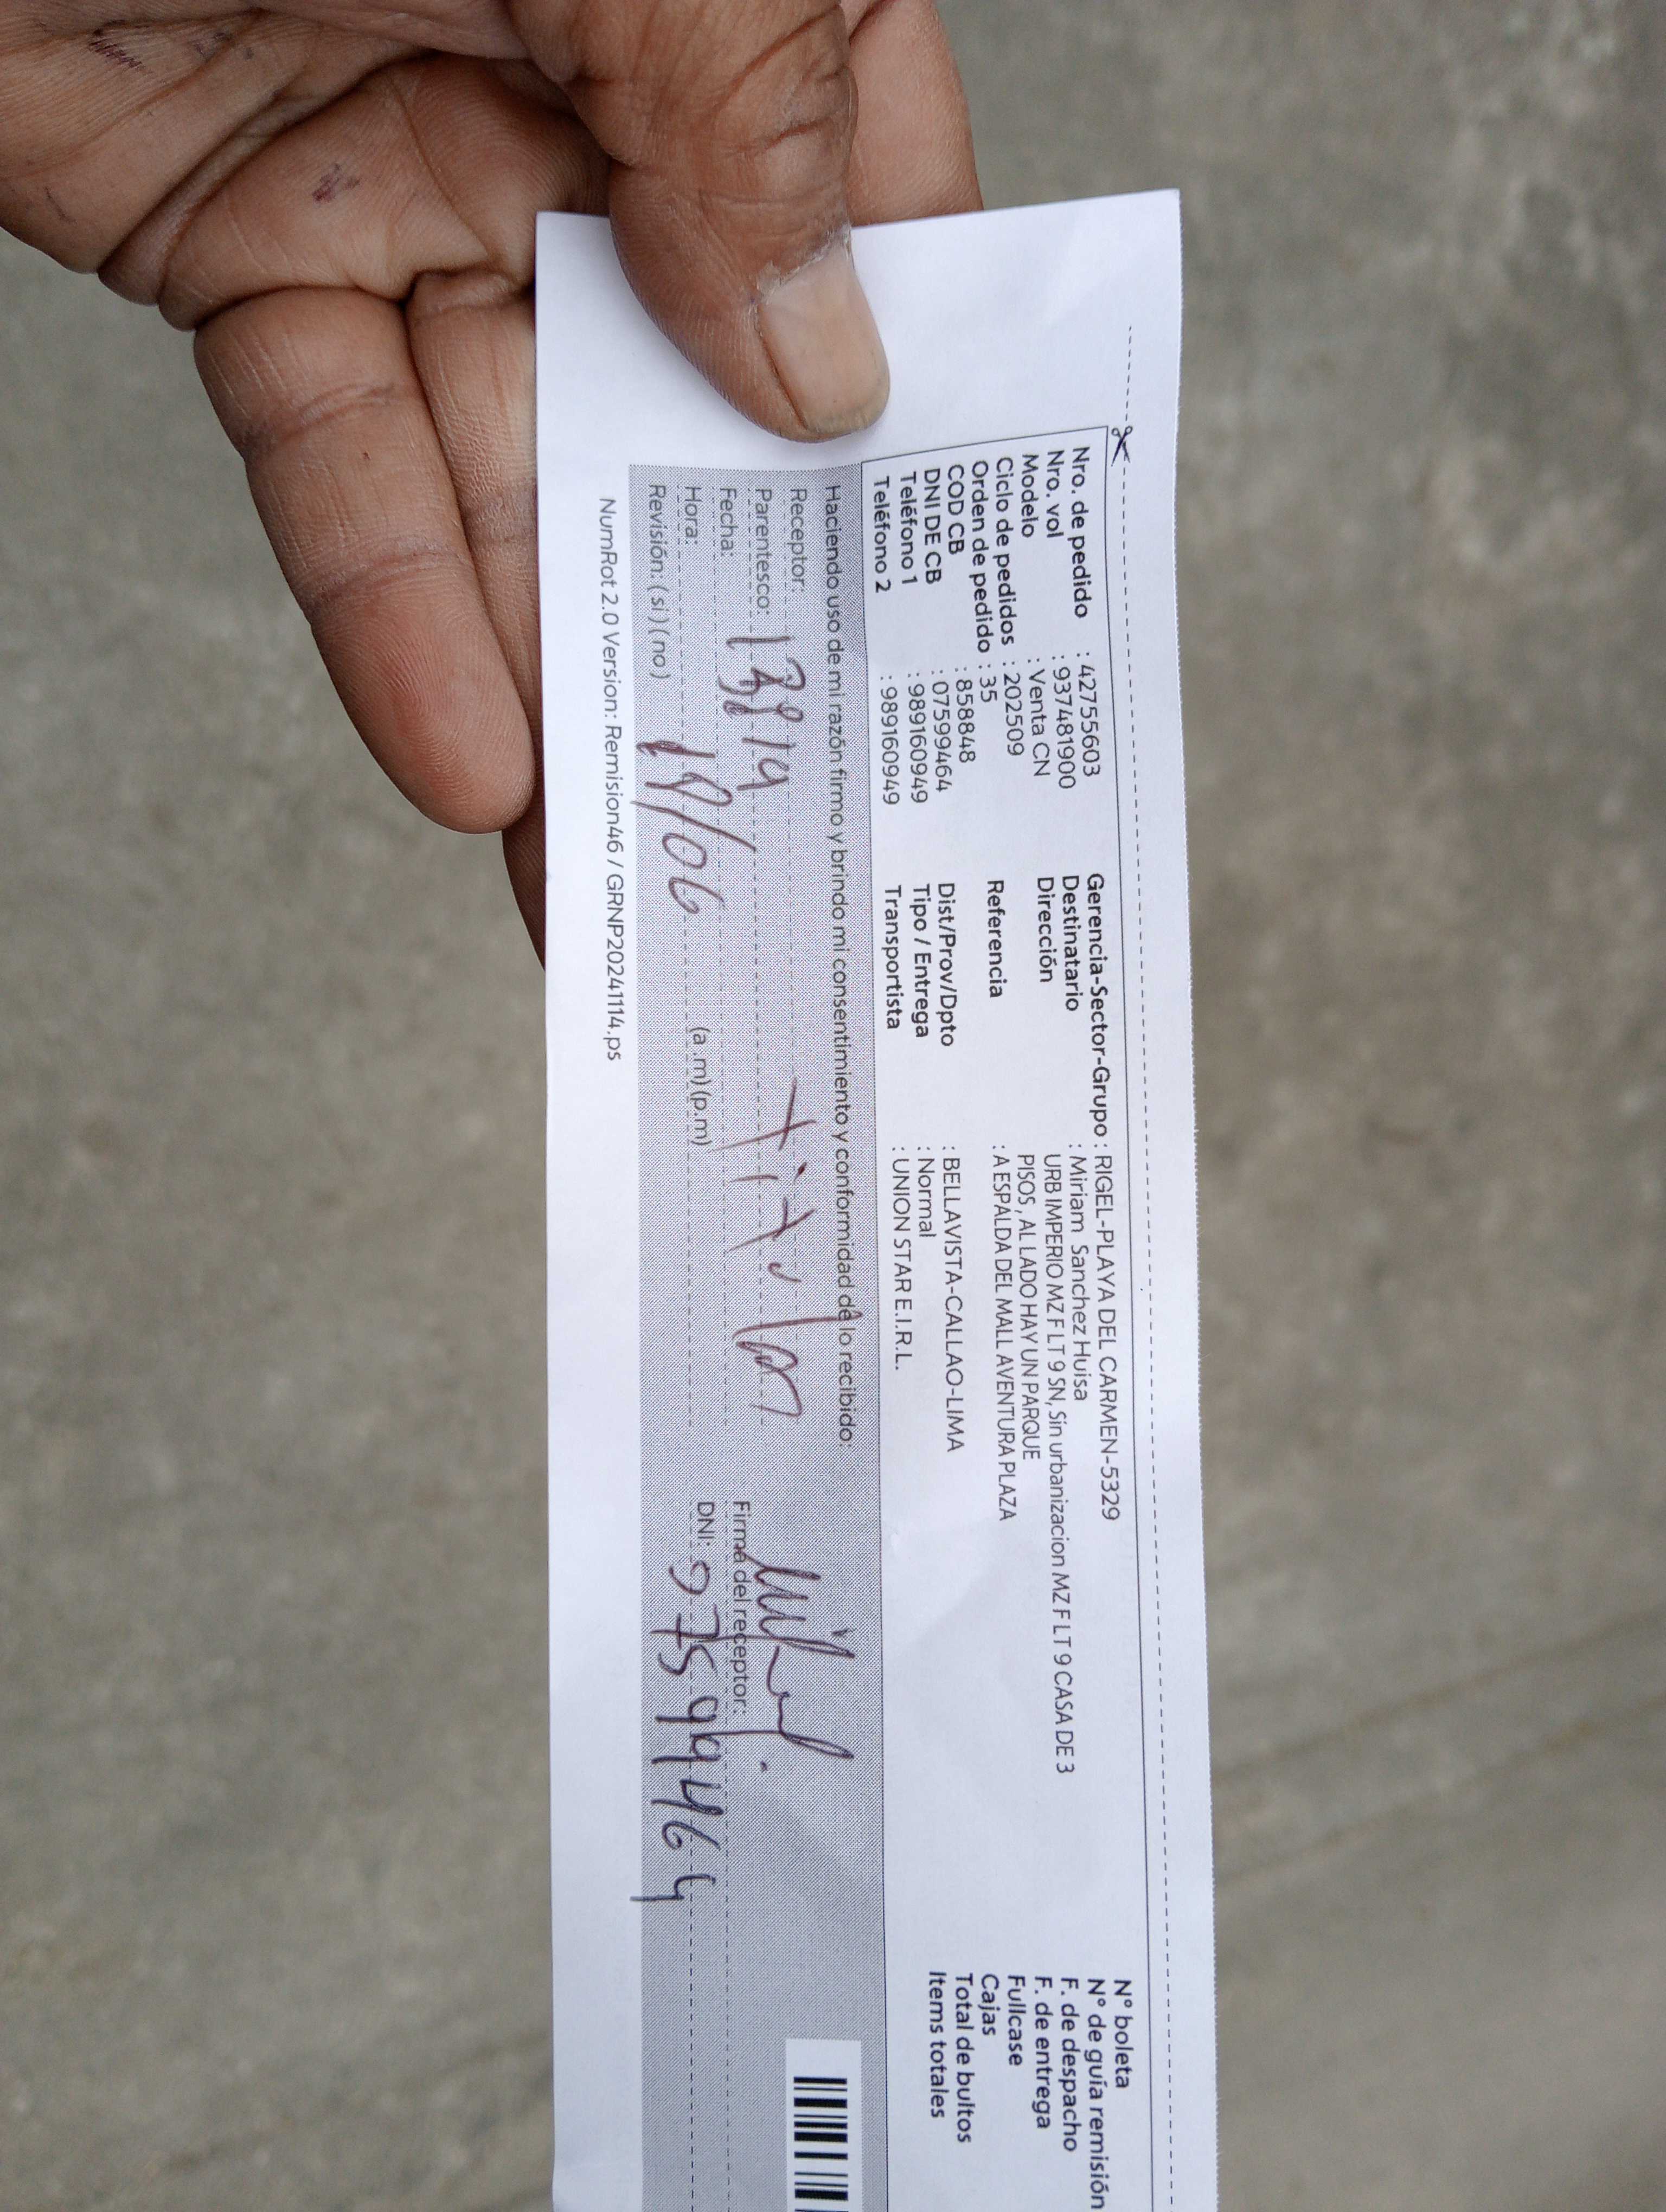 Nro. de pedido : 42755603
Nro. vol : 937481900
Modelo : Venta CN
Ciclo de pedidos : 202509
Orden de pedido : 35
COD CB : 858848
DNI DE CB : 07599464
Teléfono 1 : 989160949
Teléfono 2 : 989160949
Gerencia-Sector-Grupo : RIGEL-PLAYA DEL CARMEN-5329
Destinatario : Miriam Sanchez Huisa
Dirección URB IMPERIO MZ F LT 9 SN, Sin urbanizacion MZ F LT 9 CASA DE 3
PISOS, AL LADO HAY UN PARQUE
Referencia : A ESPALDA DEL MALL AVENTURA PLAZA
Dist/Prov/Dpto : BELLAVISTA-CALLAO-LIMA
Tipo / Entrega : Normal
Transportista : UNION STAR E.I.R.L.
N° boleta
N° de guía remisión
F. de despacho
F. de entrega
Fullcase
Cajas
Total de bultos
Items totales
Haciendo uso de mi razón firmo y brindo mi consentimiento y conformidad de lo recibido:
Receptor:
Parentesco: titular
Fecha:
Hora: 18/06 (a.m) (p.m)
Revisión: ( si ) ( no )
Firma del receptor:
DNI: 07599464
NumRot 2.0 Version: Remision46 / GRNP20241114.ps